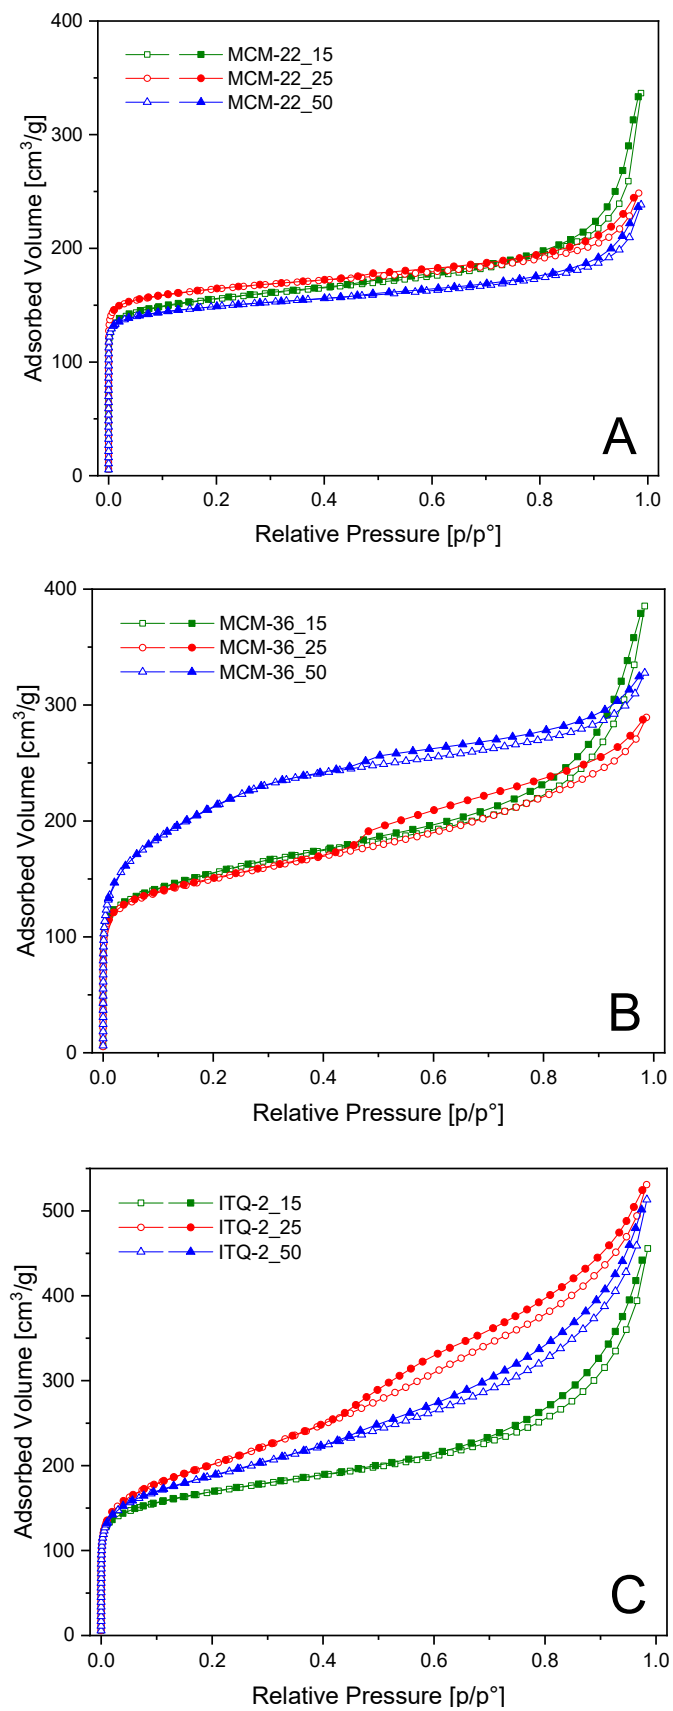 400
300
200
100
0
Adsorbed Volume [cm³/g]
MCM-22_15
MCM-22_25
MCM-22_50
A
0.0 0.2 0.4 0.6 0.8 1.0
Relative Pressure [p/p°]
400
300
200
100
0
Adsorbed Volume [cm³/g]
MCM-36_15
MCM-36_25
MCM-36_50
B
0.0 0.2 0.4 0.6 0.8 1.0
Relative Pressure [p/p°]
500
400
300
200
100
0
Adsorbed Volume [cm³/g]
ITQ-2_15
ITQ-2_25
ITQ-2_50
C
0.0 0.2 0.4 0.6 0.8 1.0
Relative Pressure [p/p°]